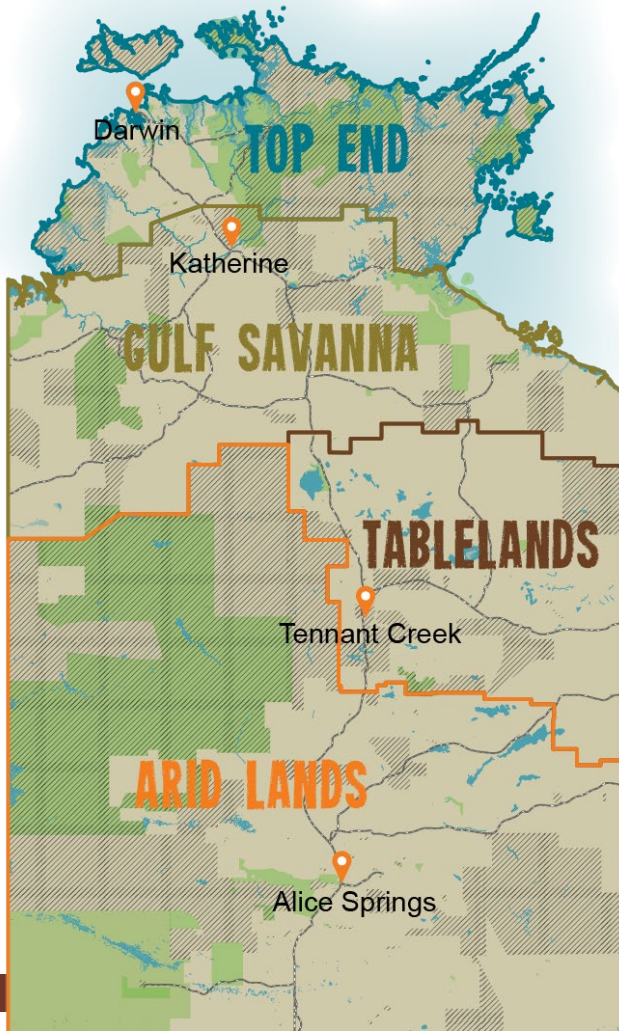 Darwin
TOP END
Katherine
GULF SAVANNA
TABLELANDS
Tennant Creek
ARID LANDS
Alice Springs